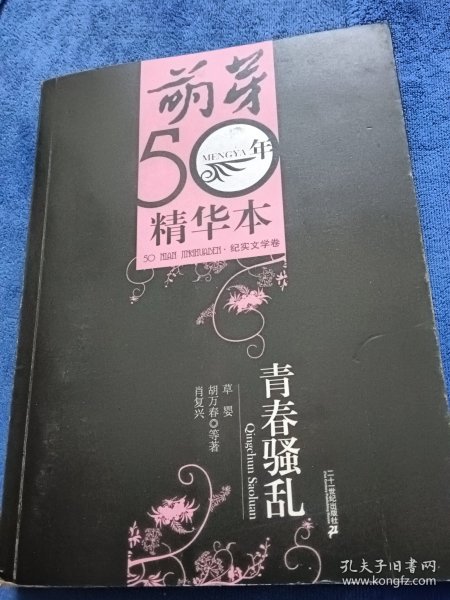 萌芽
50年
MENGYA
精华本
50 NIAN JINGHUABEN·纪实文学卷
青春骚乱
Qingchun Saoluan
草婴
胡万春◎等著
肖复兴
二十一世纪出版社
孔夫子旧书网
www.kongfz.com